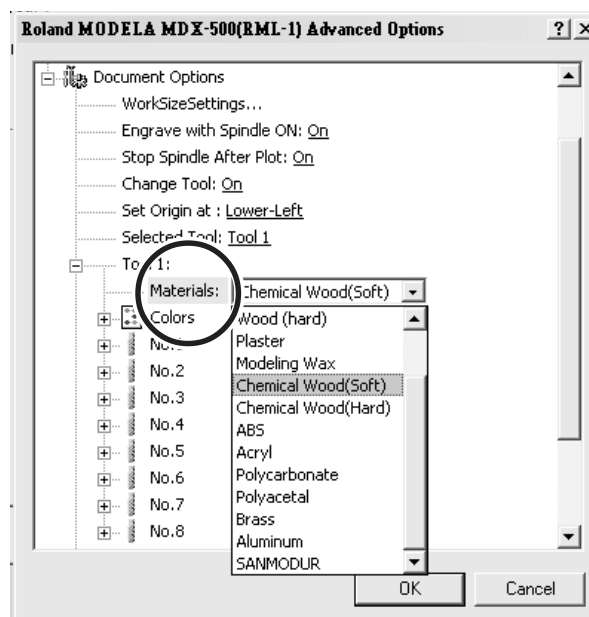 Roland MODELA MDX-500(RML-1) Advanced Options
Document Options
WorkSizeSettings...
Engrave with Spindle ON: On
Stop Spindle After Plot: On
Change Tool: On
Set Origin at : Lower-Left
Selected Tool: Tool 1
Materials: Chemical Wood(Soft)
Colors
Wood (hard)
Plaster
Modeling Wax
Chemical Wood(Soft)
Chemical Wood(Hard)
ABS
Acryl
Polycarbonate
Polyacetal
Brass
Aluminum
SANMODUR
No.2
No.3
No.4
No.5
No.6
No.7
No.8
OK
Cancel